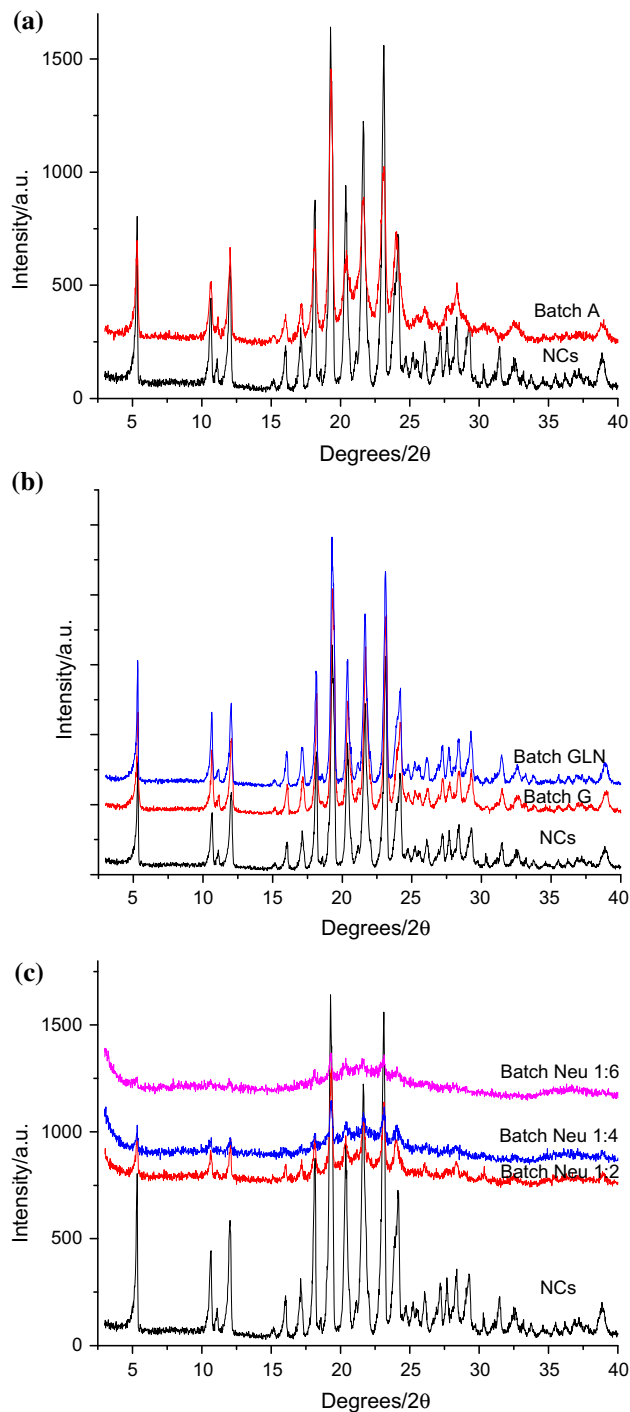 (a)
1500
1000
500
0
Intensity/a.u.
Batch A
NCs
5 10 15 20 25 30 35 40
Degrees/2θ
(b)
Intensity/a.u.
Batch GLN
Batch G
NCs
5 10 15 20 25 30 35 40
Degrees/2θ
(c)
1500
1000
500
0
Intensity/a.u.
Batch Neu 1:6
Batch Neu 1:4
Batch Neu 1:2
NCs
5 10 15 20 25 30 35 40
Degrees/2θ